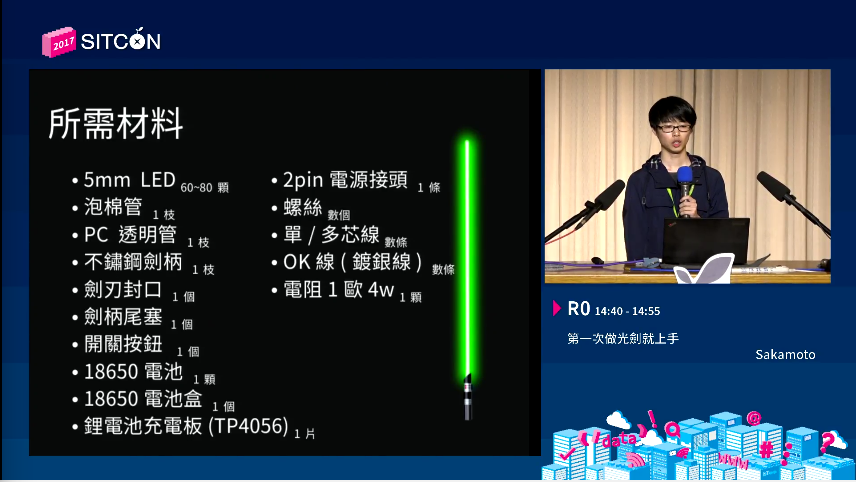 2017 SITCON
所需材料
• 5mm LED 60~80 顆
• 泡棉管 1 枝
• PC 透明管 1 枝
• 不鏽鋼劍柄 1 枝
• 劍刃封口 1 個
• 劍柄尾塞 1 個
• 開關按鈕 1 個
• 18650 電池 1 顆
• 18650 電池盒 1 個
• 鋰電池充電板 (TP4056) 1 片
• 2pin 電源接頭 1 條
• 螺絲 數個
• 單 / 多芯線 數條
• OK 線 ( 鍍銀線 ) 數條
• 電阻 1 歐 4w 1 顆
R0 14:40 - 14:55
第一次做光劍就上手
Sakamoto
data
!
@
#
?
www